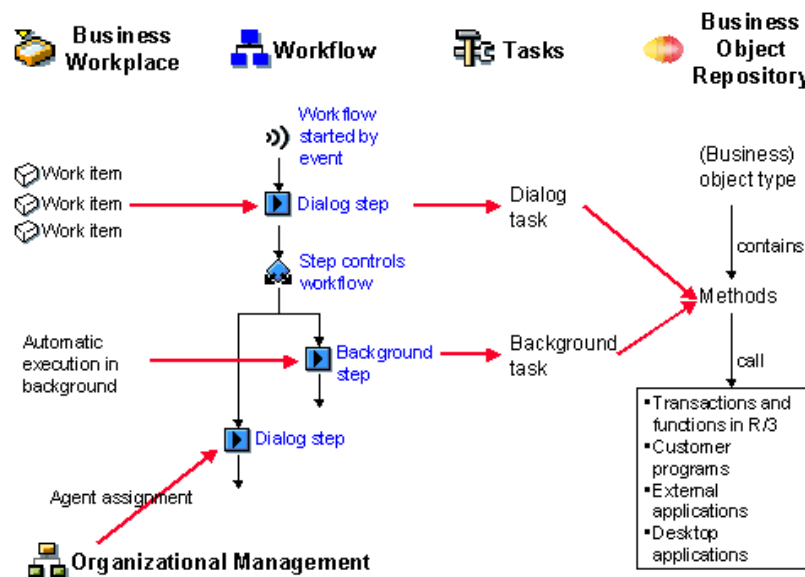 Business
Workplace
Workflow
Tasks
Business
Object
Repository
Workflow
started by
event
(Business)
object type
Work item
Work item
Work item
Dialog step
Dialog
task
contains
Step controls
workflow
Methods
Automatic
execution in
background
Background
step
Background
task
call
▪Transactions and
functions in R/3
▪Customer
programs
▪External
applications
▪Desktop
applications
Dialog step
Agent assignment
Organizational Management